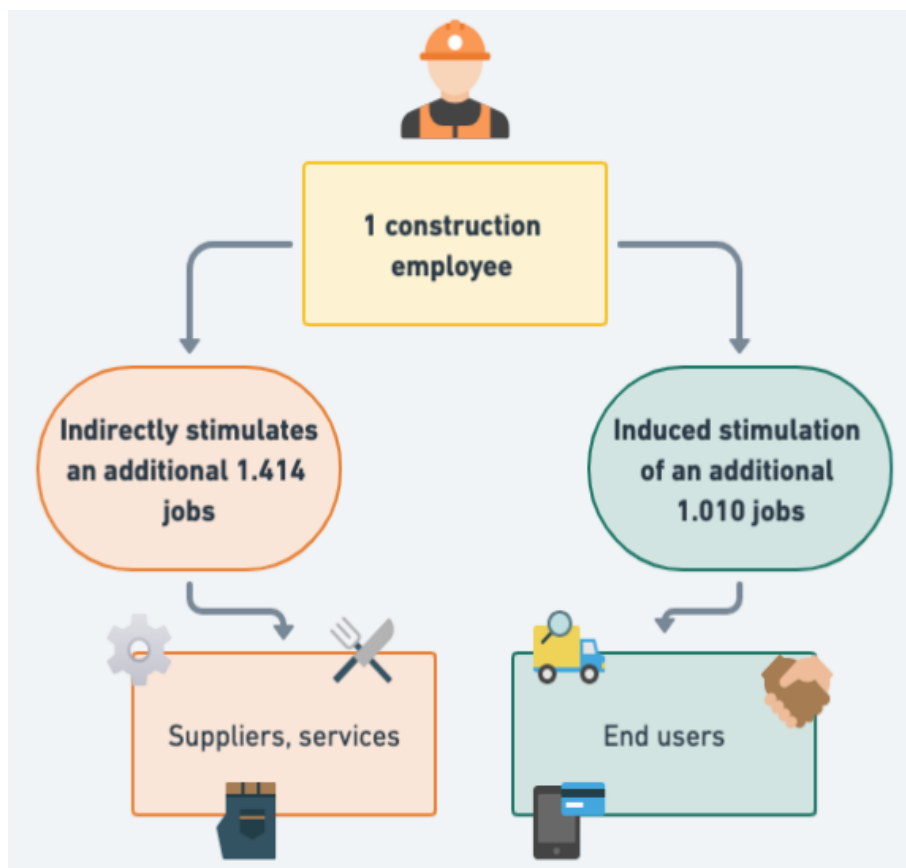 1 construction
employee
Indirectly stimulates
an additional 1.414
jobs
Induced stimulation
of an additional
1.010 jobs
Suppliers, services
End users